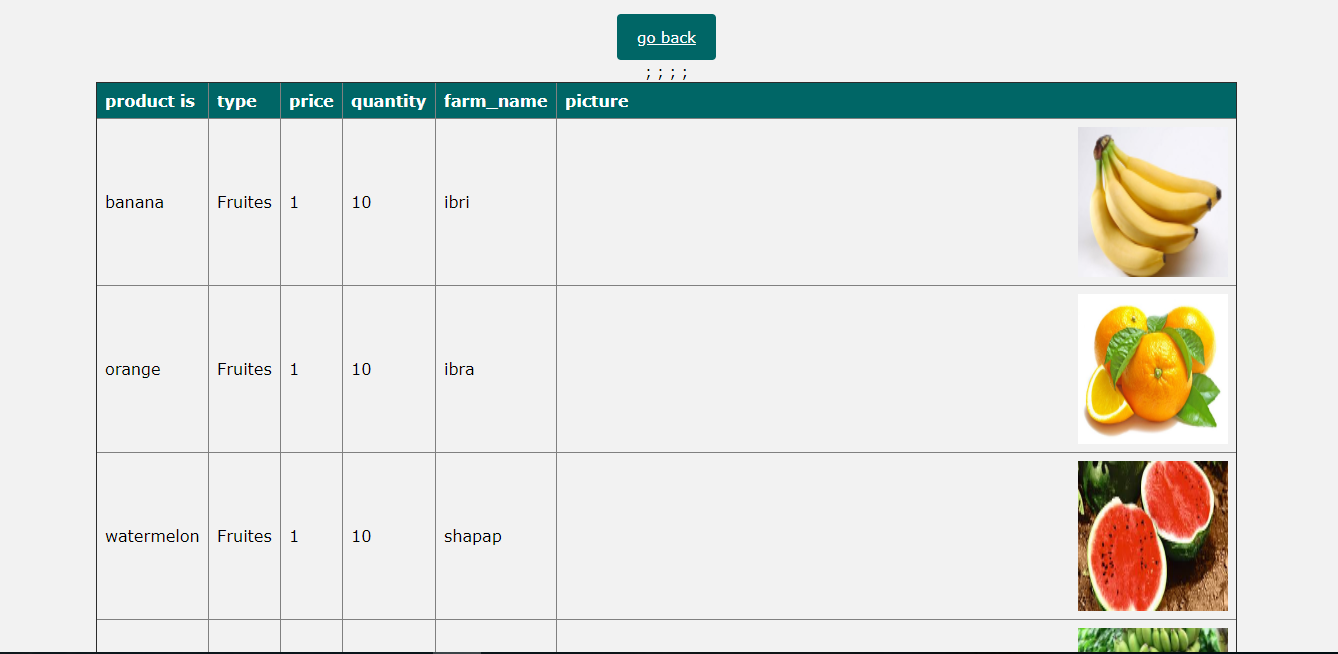 go back
; ; ; ;
product is type price quantity farm_name picture
banana Fruites 1 10 ibri
orange Fruites 1 10 ibra
watermelon Fruites 1 10 shapap